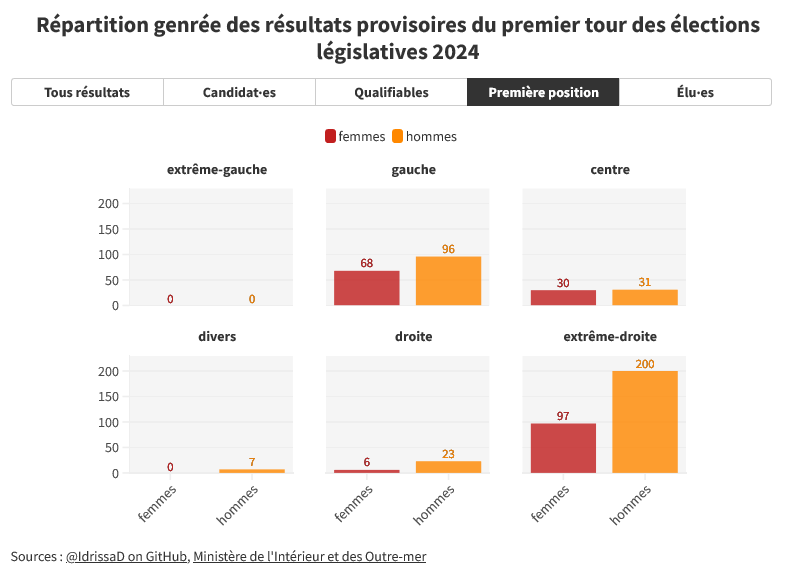 Répartition genrée des résultats provisoires du premier tour des élections
législatives 2024
Tous résultats Candidat·es Qualifiables Première position Élu·es
femmes hommes
extrême-gauche gauche centre
200
150
100
50
0
0 0
68 96
30 31
divers droite extrême-droite
200
150
100
50
0
0 7
6 23
97 200
femmes hommes femmes hommes femmes hommes
Sources : @IdrissaD on GitHub, Ministère de l'Intérieur et des Outre-mer